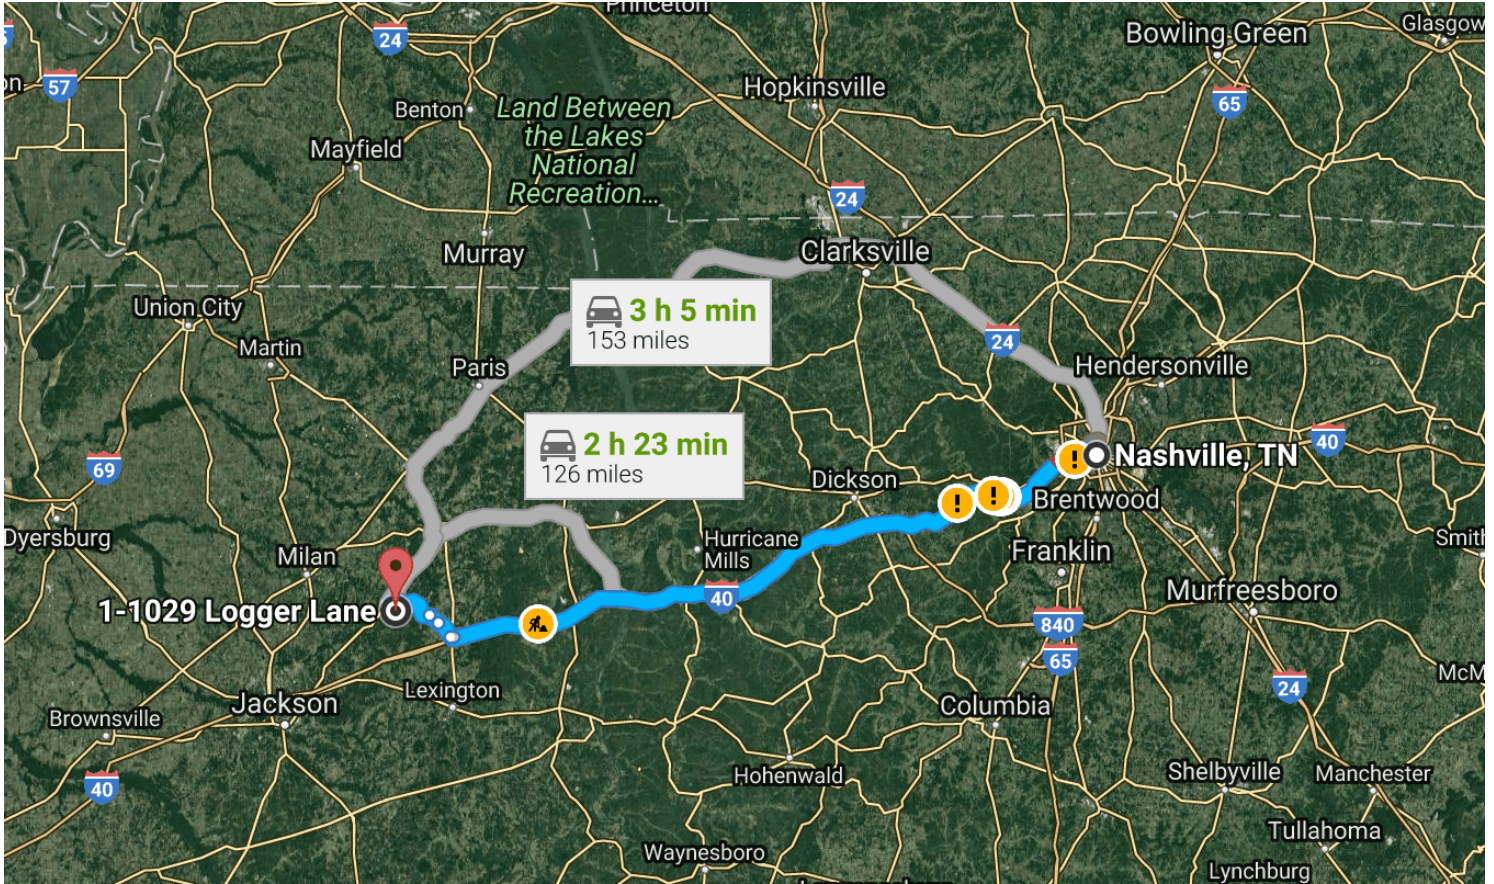 Princeton
24
Bowling Green
Glasgow
57
Hopkinsville
65
Benton
Land Between
the Lakes
National
Recreation...
Mayfield
24
Murray
Clarksville
Union City
3 h 5 min
153 miles
24
Martin
Paris
Hendersonville
2 h 23 min
126 miles
40
Nashville, TN
69
Dickson
Brentwood
Dyersburg
Hurricane
Mills
Milan
Franklin
Smith
1-1029 Logger Lane
40
Murfreesboro
840
65
Lexington
24
McM
Jackson
Columbia
Brownsville
40
Hohenwald
Shelbyville
Manchester
Tullahoma
Waynesboro
Lynchburg